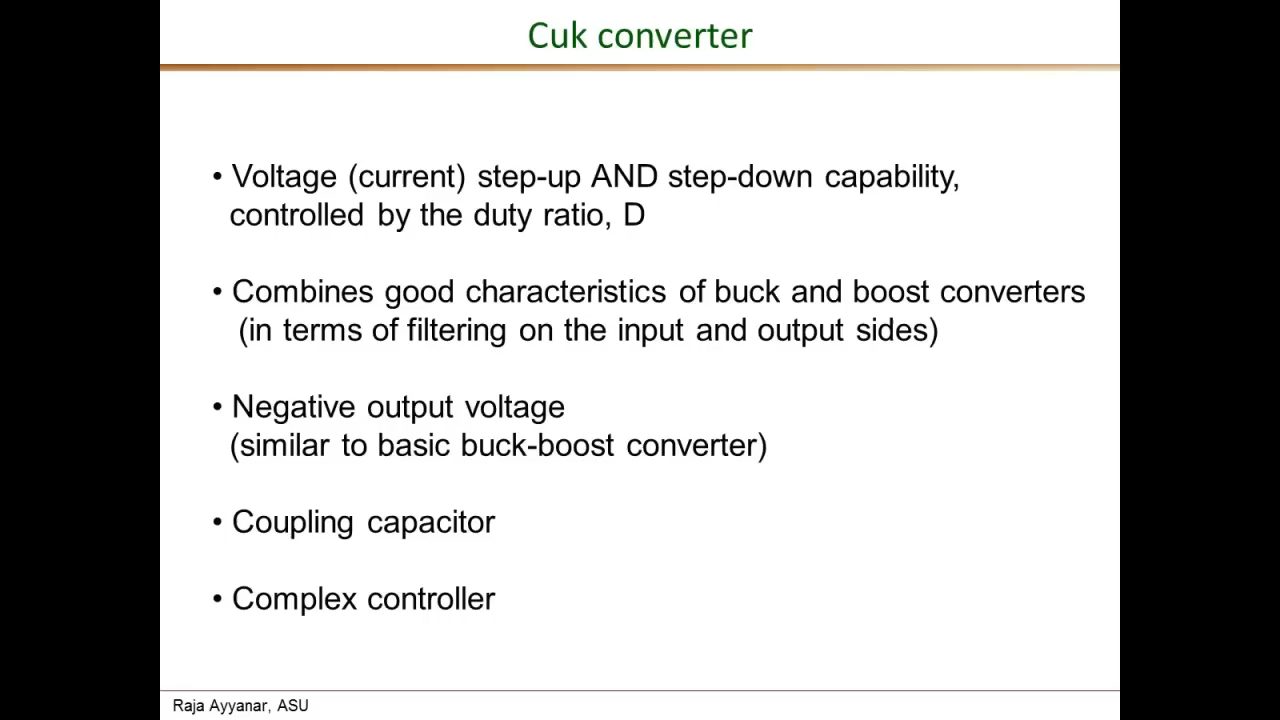 Cuk converter
• Voltage (current) step-up AND step-down capability,
controlled by the duty ratio, D
• Combines good characteristics of buck and boost converters
(in terms of filtering on the input and output sides)
• Negative output voltage
(similar to basic buck-boost converter)
• Coupling capacitor
• Complex controller
Raja Ayyanar, ASU